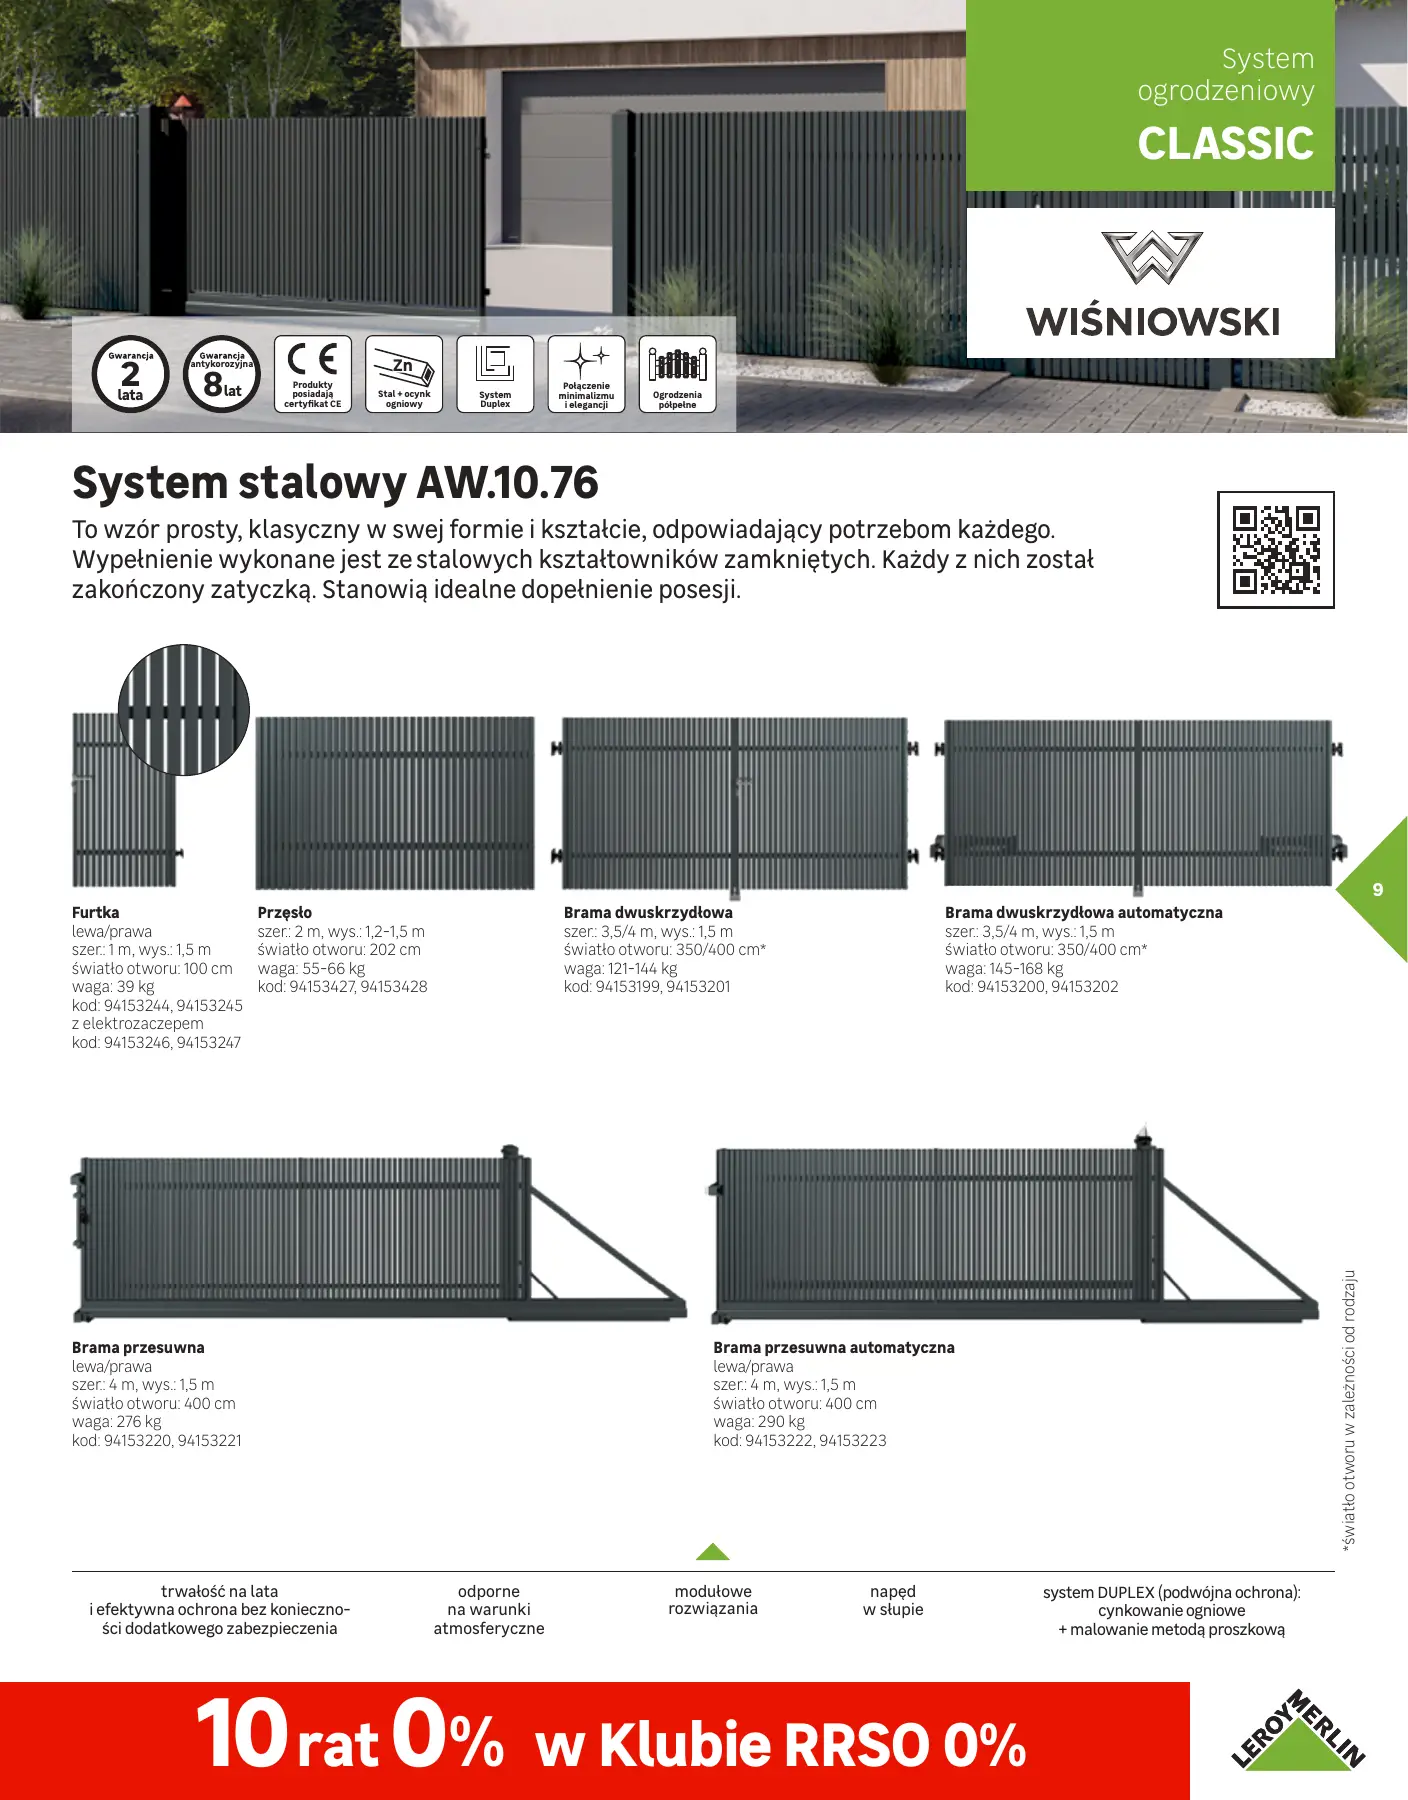 System
ogrodzeniowy
CLASSIC
WIŚNIOWSKI
Gwarancja
2
lata
Gwarancja
antykorozyjna
8 lat
CE
Produkty
posiadają
certyfikat CE
Zn
Stal + ocynk
ogniowy
System
Duplex
Połączenie
minimalizmu
i elegancji
Ogrodzenia
półpełne
System stalowy AW.10.76
To wzór prosty, klasyczny w swej formie i kształcie, odpowiadający potrzebom każdego.
Wypełnienie wykonane jest ze stalowych kształtowników zamkniętych. Każdy z nich został
zakończony zatyczką. Stanowią idealne dopełnienie posesji.
Furtka
lewa/prawa
szer.: 1 m, wys.: 1,5 m
światło otworu: 100 cm
waga: 39 kg
kod: 94153244, 94153245
z elektrozaczepem
kod: 94153246, 94153247
Przęsło
szer.: 2 m, wys.: 1,2-1,5 m
światło otworu: 202 cm
waga: 55-66 kg
kod: 94153427, 94153428
Brama dwuskrzydłowa
szer.: 3,5/4 m, wys.: 1,5 m
światło otworu: 350/400 cm*
waga: 121-144 kg
kod: 94153199, 94153201
Brama dwuskrzydłowa automatyczna
szer.: 3,5/4 m, wys.: 1,5 m
światło otworu: 350/400 cm*
waga: 145-168 kg
kod: 94153200, 94153202
9
Brama przesuwna
lewa/prawa
szer.: 4 m, wys.: 1,5 m
światło otworu: 400 cm
waga: 276 kg
kod: 94153220, 94153221
Brama przesuwna automatyczna
lewa/prawa
szer.: 4 m, wys.: 1,5 m
światło otworu: 400 cm
waga: 290 kg
kod: 94153222, 94153223
*światło otworu w zależności od rodzaju
trwałość na lata
i efektywna ochrona bez konieczno-
ści dodatkowego zabezpieczenia
odporne
na warunki
atmosferyczne
modułowe
rozwiązania
napęd
w słupie
system DUPLEX (podwójna ochrona):
cynkowanie ogniowe
+ malowanie metodą proszkową
10 rat 0% w Klubie RRSO 0%
LEROY MERLIN